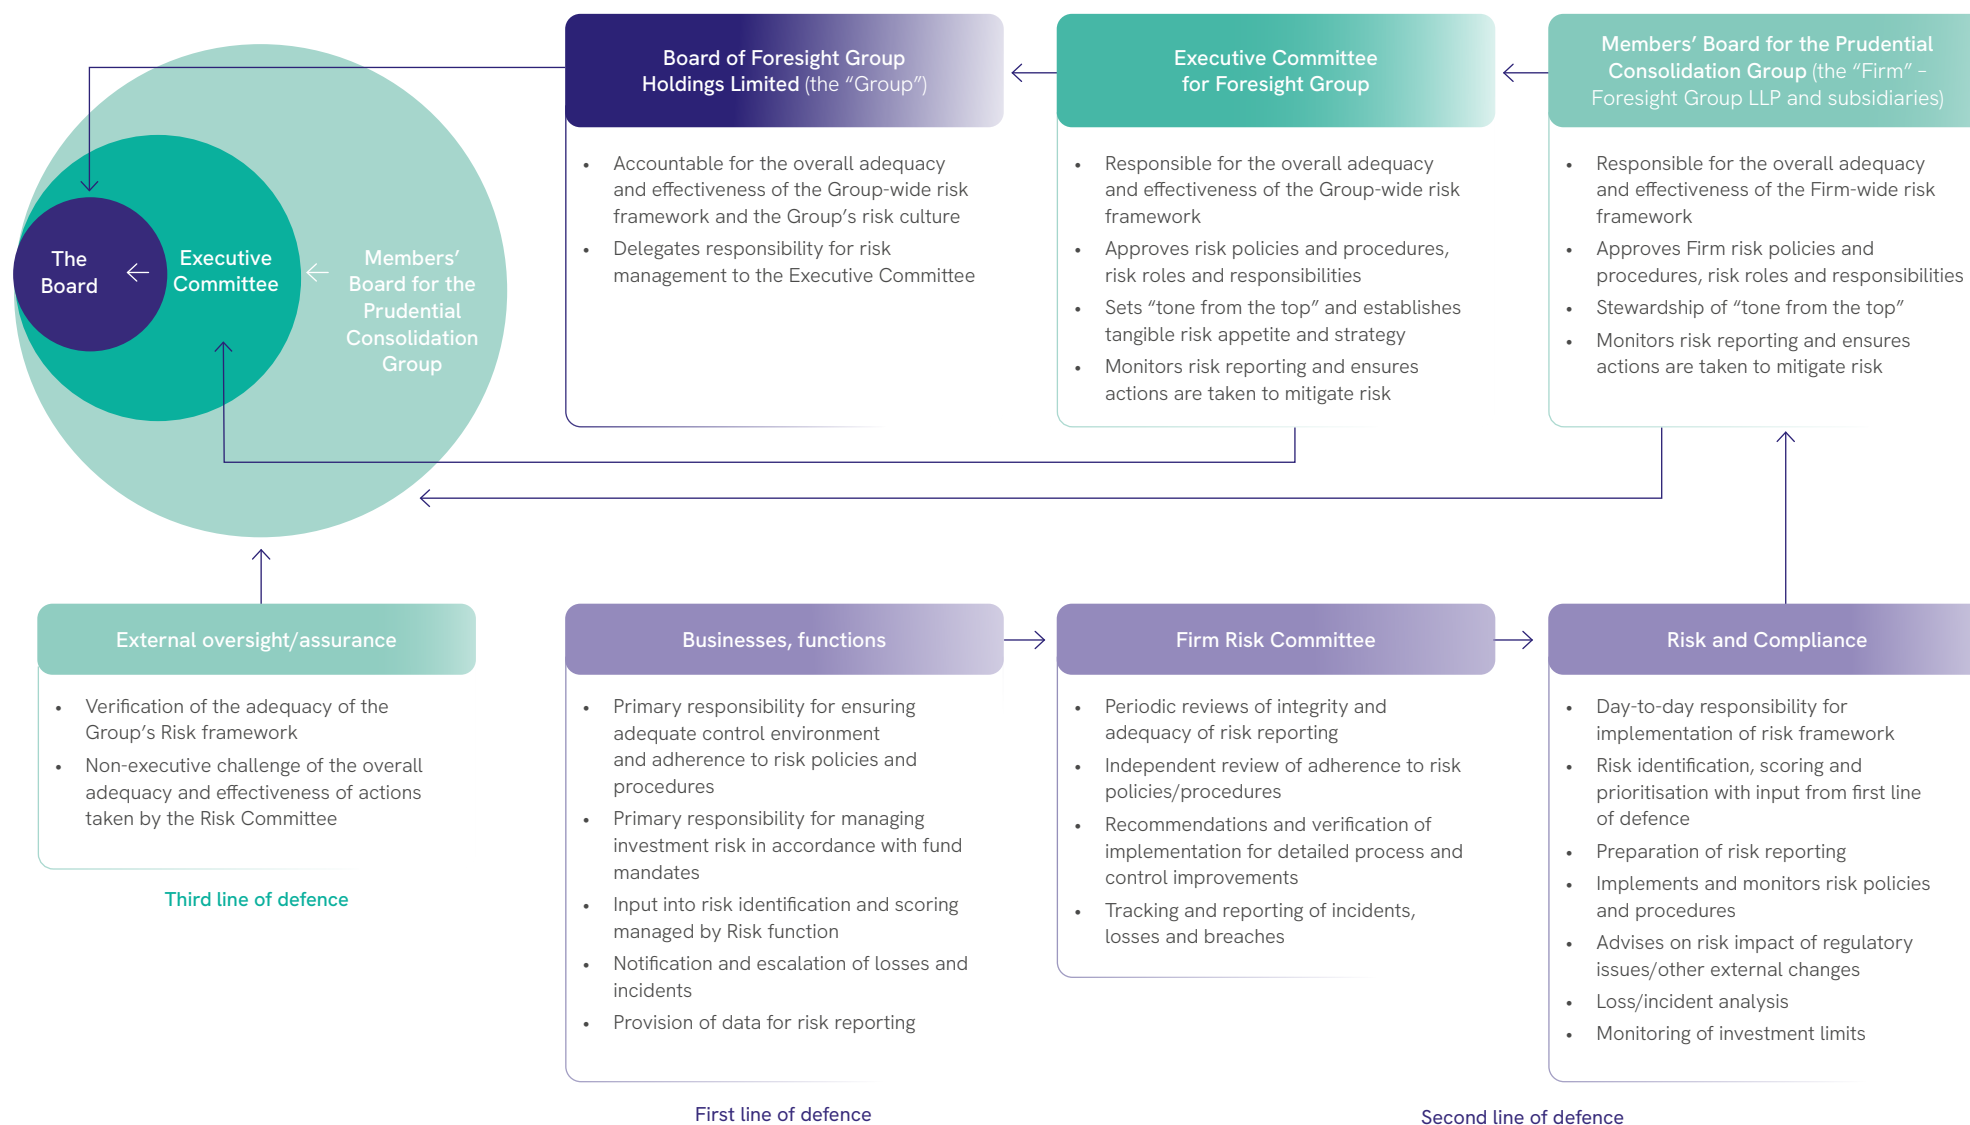 The
Board
Executive
Committee
Members’
Board for the
Prudential
Consolidation
Group
Board of Foresight Group
Holdings Limited (the “Group”)
• Accountable for the overall adequacy
and effectiveness of the Group-wide risk
framework and the Group’s risk culture
• Delegates responsibility for risk
management to the Executive Committee
Executive Committee
for Foresight Group
• Responsible for the overall adequacy
and effectiveness of the Group-wide risk
framework
• Approves risk policies and procedures,
risk roles and responsibilities
• Sets “tone from the top” and establishes
tangible risk appetite and strategy
• Monitors risk reporting and ensures
actions are taken to mitigate risk
Members’ Board for the Prudential
Consolidation Group (the “Firm” –
Foresight Group LLP and subsidiaries)
• Responsible for the overall adequacy
and effectiveness of the Firm-wide risk
framework
• Approves Firm risk policies and
procedures, risk roles and responsibilities
• Stewardship of “tone from the top”
• Monitors risk reporting and ensures
actions are taken to mitigate risk
External oversight/assurance
• Verification of the adequacy of the
Group’s Risk framework
• Non-executive challenge of the overall
adequacy and effectiveness of actions
taken by the Risk Committee
Third line of defence
Businesses, functions
• Primary responsibility for ensuring
adequate control environment
and adherence to risk policies and
procedures
• Primary responsibility for managing
investment risk in accordance with fund
mandates
• Input into risk identification and scoring
managed by Risk function
• Notification and escalation of losses and
incidents
• Provision of data for risk reporting
First line of defence
Firm Risk Committee
• Periodic reviews of integrity and
adequacy of risk reporting
• Independent review of adherence to risk
policies/procedures
• Recommendations and verification of
implementation for detailed process and
control improvements
• Tracking and reporting of incidents,
losses and breaches
Risk and Compliance
• Day-to-day responsibility for
implementation of risk framework
• Risk identification, scoring and
prioritisation with input from first line
of defence
• Preparation of risk reporting
• Implements and monitors risk policies
and procedures
• Advises on risk impact of regulatory
issues/other external changes
• Loss/incident analysis
• Monitoring of investment limits
Second line of defence